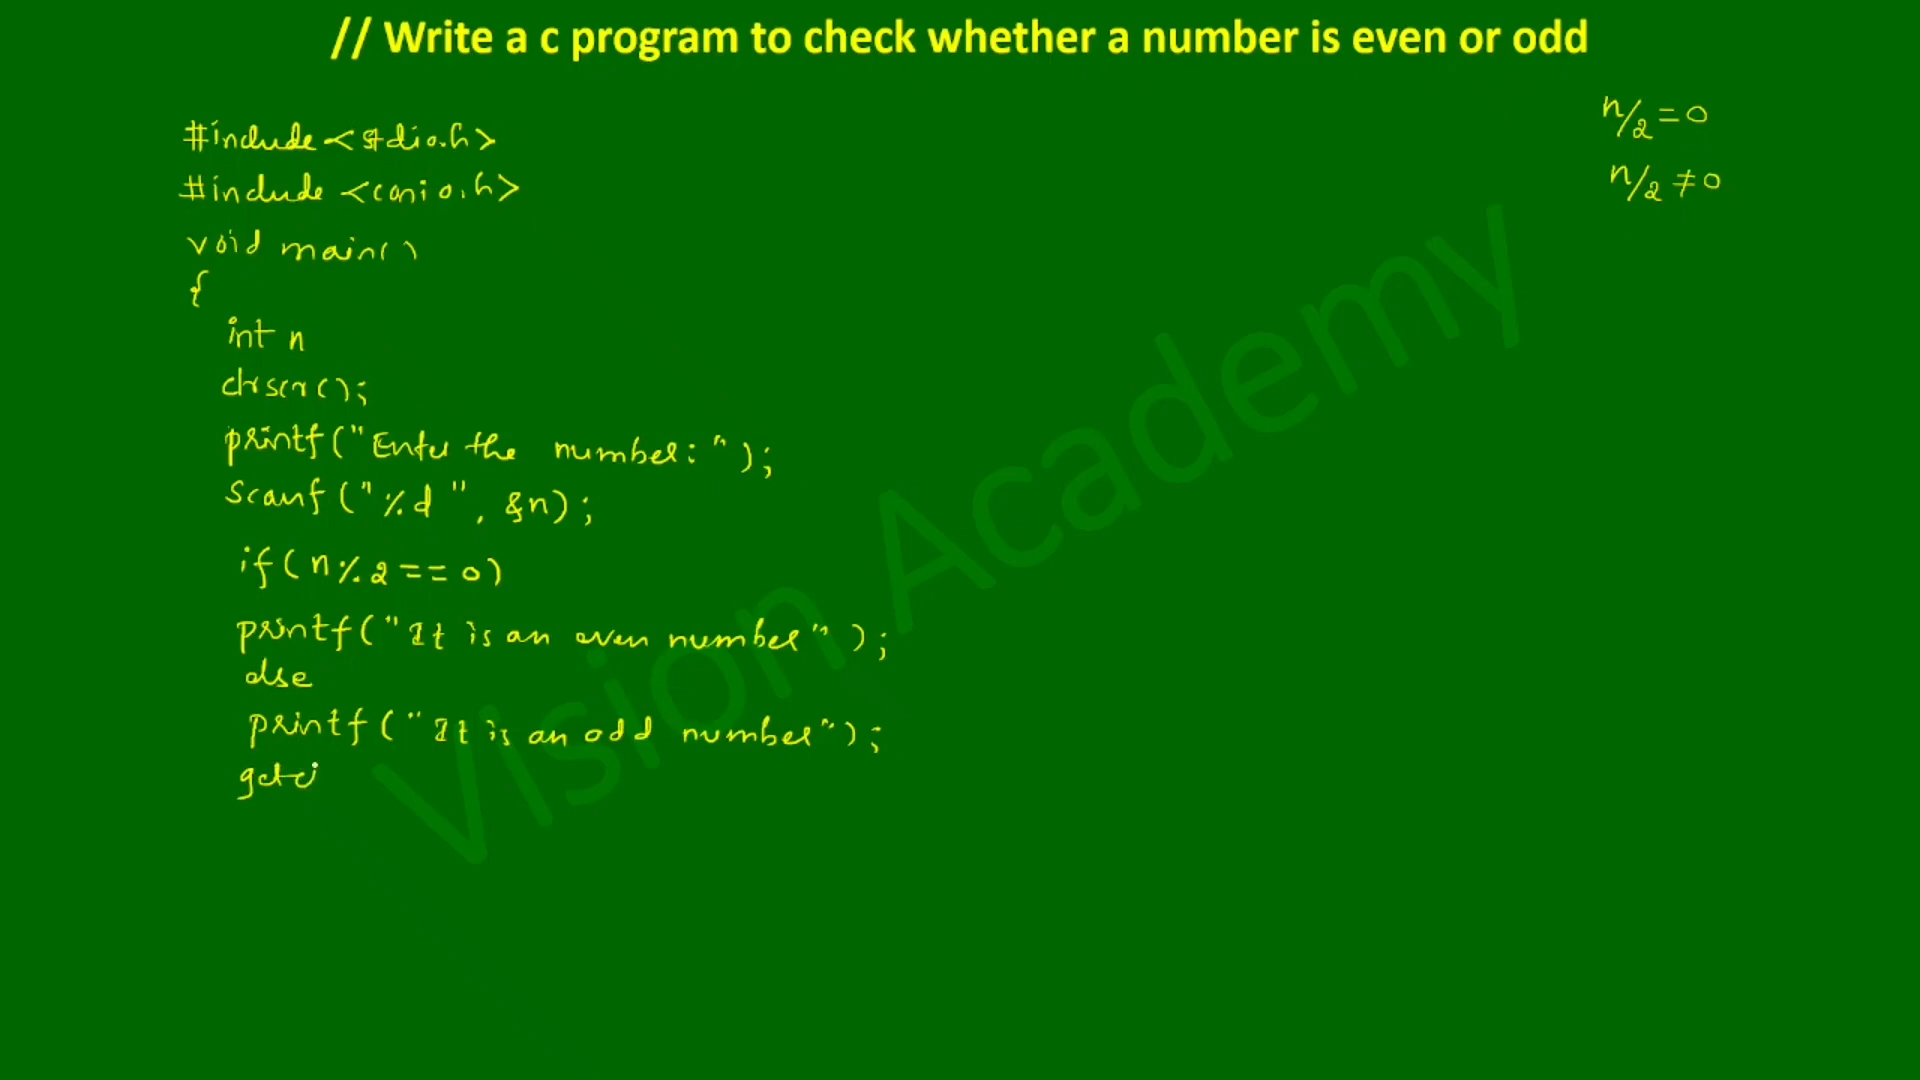 // Write a c program to check whether a number is even or odd
n/2 = 0
n/2 ≠ 0
#include <stdio.h>
#include <conio.h>
void main()
{
int n
clrscr();
printf("Enter the number: ");
scanf("%d ", &n);
if(n%2==0)
printf("It is an even number");
else
printf("It is an odd number");
getc
Vision Academy